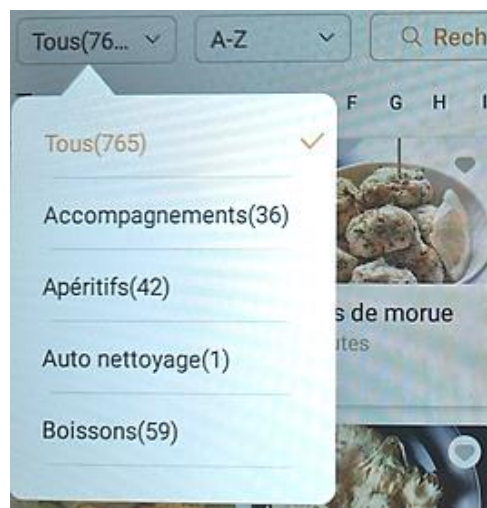 Tous(76...
A-Z
Rech
F G H
Tous(765)
Accompagnements(36)
Apéritifs(42)
s de morue
utes
Auto nettoyage(1)
Boissons(59)